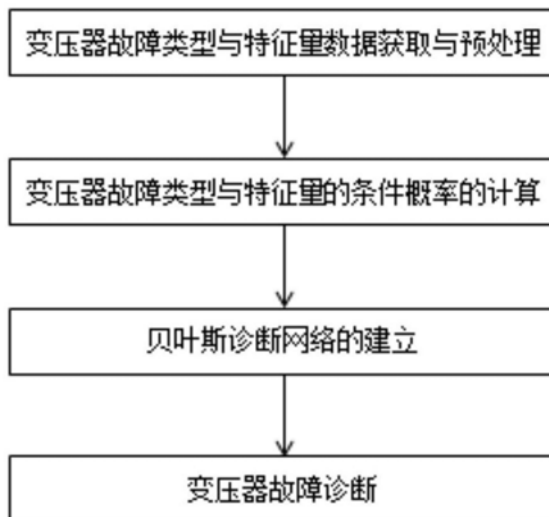 变压器故障类型与特征量数据获取与预处理
变压器故障类型与特征量的条件概率的计算
贝叶斯诊断网络的建立
变压器故障诊断